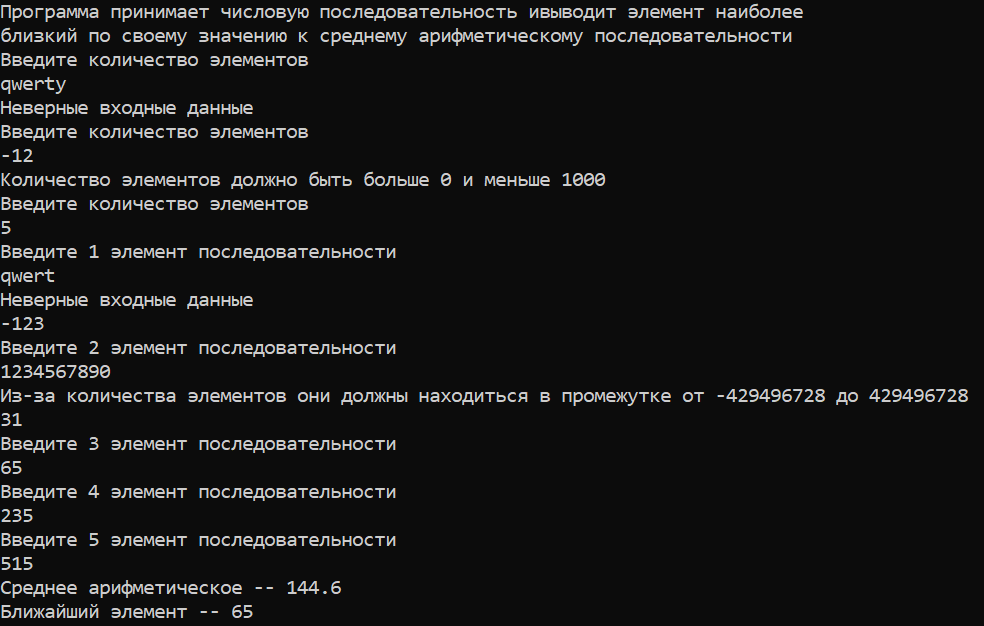 Программа принимает числовую последовательность ивыводит элемент наиболее
близкий по своему значению к среднему арифметическому последовательности
Введите количество элементов
qwerty
Неверные входные данные
Введите количество элементов
-12
Количество элементов должно быть больше 0 и меньше 1000
Введите количество элементов
5
Введите 1 элемент последовательности
qwert
Неверные входные данные
-123
Введите 2 элемент последовательности
1234567890
Из-за количества элементов они должны находиться в промежутке от -429496728 до 429496728
31
Введите 3 элемент последовательности
65
Введите 4 элемент последовательности
235
Введите 5 элемент последовательности
515
Среднее арифметическое -- 144.6
Ближайший элемент -- 65